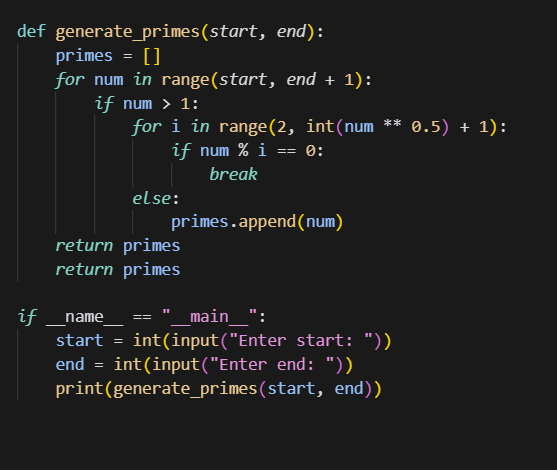 def generate_primes(start, end):
    primes = []
    for num in range(start, end + 1):
        if num > 1:
            for i in range(2, int(num ** 0.5) + 1):
                if num % i == 0:
                    break
            else:
                primes.append(num)
    return primes
    return primes

if __name__ == "__main__":
    start = int(input("Enter start: "))
    end = int(input("Enter end: "))
    print(generate_primes(start, end))